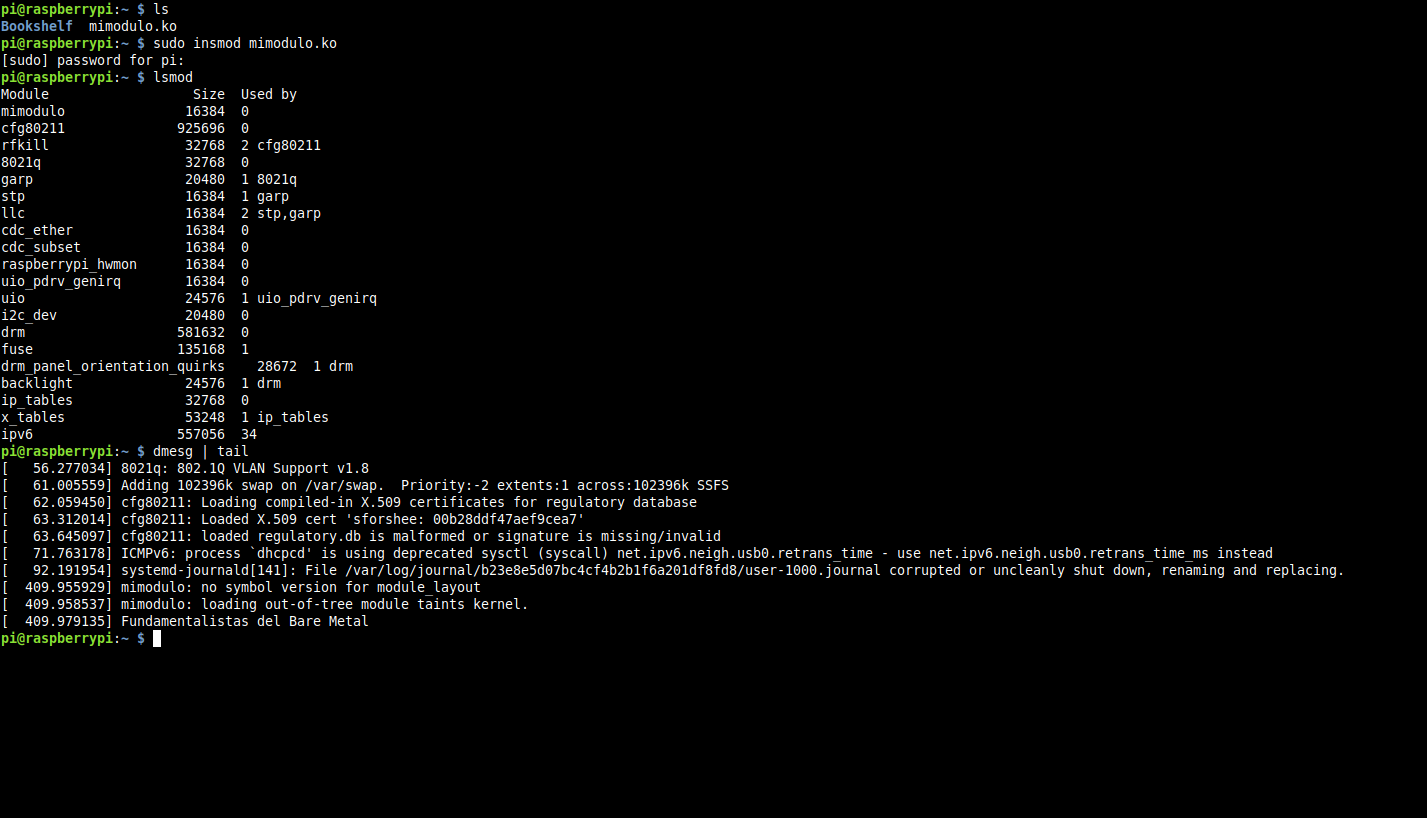 pi@raspberrypi:~ $ ls
Bookshelf  mimodulo.ko
pi@raspberrypi:~ $ sudo insmod mimodulo.ko
[sudo] password for pi:
pi@raspberrypi:~ $ lsmod
Module                  Size  Used by
mimodulo               16384  0
cfg80211              925696  0
rfkill                 32768  2 cfg80211
8021q                  32768  0
garp                   20480  1 8021q
stp                    16384  1 garp
llc                    16384  2 stp,garp
cdc_ether              16384  0
cdc_subset             16384  0
raspberrypi_hwmon      16384  0
uio_pdrv_genirq        16384  0
uio                    24576  1 uio_pdrv_genirq
i2c_dev                20480  0
drm                   581632  0
fuse                  135168  1
drm_panel_orientation_quirks    28672  1 drm
backlight              24576  1 drm
ip_tables              32768  0
x_tables               53248  1 ip_tables
ipv6                  557056  34
pi@raspberrypi:~ $ dmesg | tail
[   56.277034] 8021q: 802.1Q VLAN Support v1.8
[   61.005559] Adding 102396k swap on /var/swap.  Priority:-2 extents:1 across:102396k SSFS
[   62.059450] cfg80211: Loading compiled-in X.509 certificates for regulatory database
[   63.312014] cfg80211: Loaded X.509 cert 'sforshee: 00b28ddf47aef9cea7'
[   63.645097] cfg80211: loaded regulatory.db is malformed or signature is missing/invalid
[   71.763178] ICMPv6: process `dhcpcd' is using deprecated sysctl (syscall) net.ipv6.neigh.usb0.retrans_time - use net.ipv6.neigh.usb0.retrans_time_ms instead
[   92.191954] systemd-journald[141]: File /var/log/journal/b23e8e5d07bc4cf4b2b1f6a201df8fd8/user-1000.journal corrupted or uncleanly shut down, renaming and replacing.
[  409.955929] mimodulo: no symbol version for module_layout
[  409.958537] mimodulo: loading out-of-tree module taints kernel.
[  409.979135] Fundamentalistas del Bare Metal
pi@raspberrypi:~ $